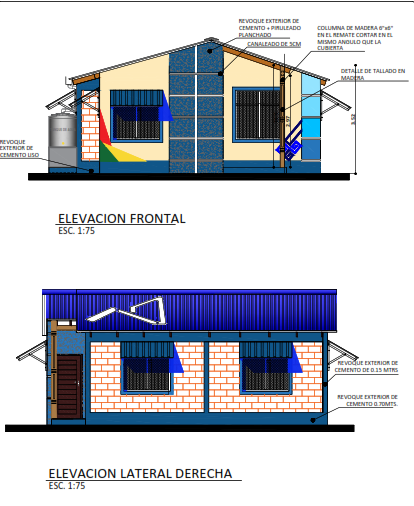 REVOQUE EXTERIOR DE
CEMENTO + PIRULEADO
PLANCHADO
CANALEADO DE 5CM
COLUMNA DE MADERA 6"x6"
EN EL REMATE CORTAR EN EL
MISMO ANGULO QUE LA
CUBIERTA
DETALLE DE TALLADO EN
MADERA
REVOQUE
EXTERIOR DE
CEMENTO LISO
2.97
3.52
ELEVACION FRONTAL
ESC. 1:75
REVOQUE EXTERIOR DE
CEMENTO DE 0.15 MTRS
REVOQUE EXTERIOR DE
CEMENTO 0.70MTS.
ELEVACION LATERAL DERECHA
ESC. 1:75